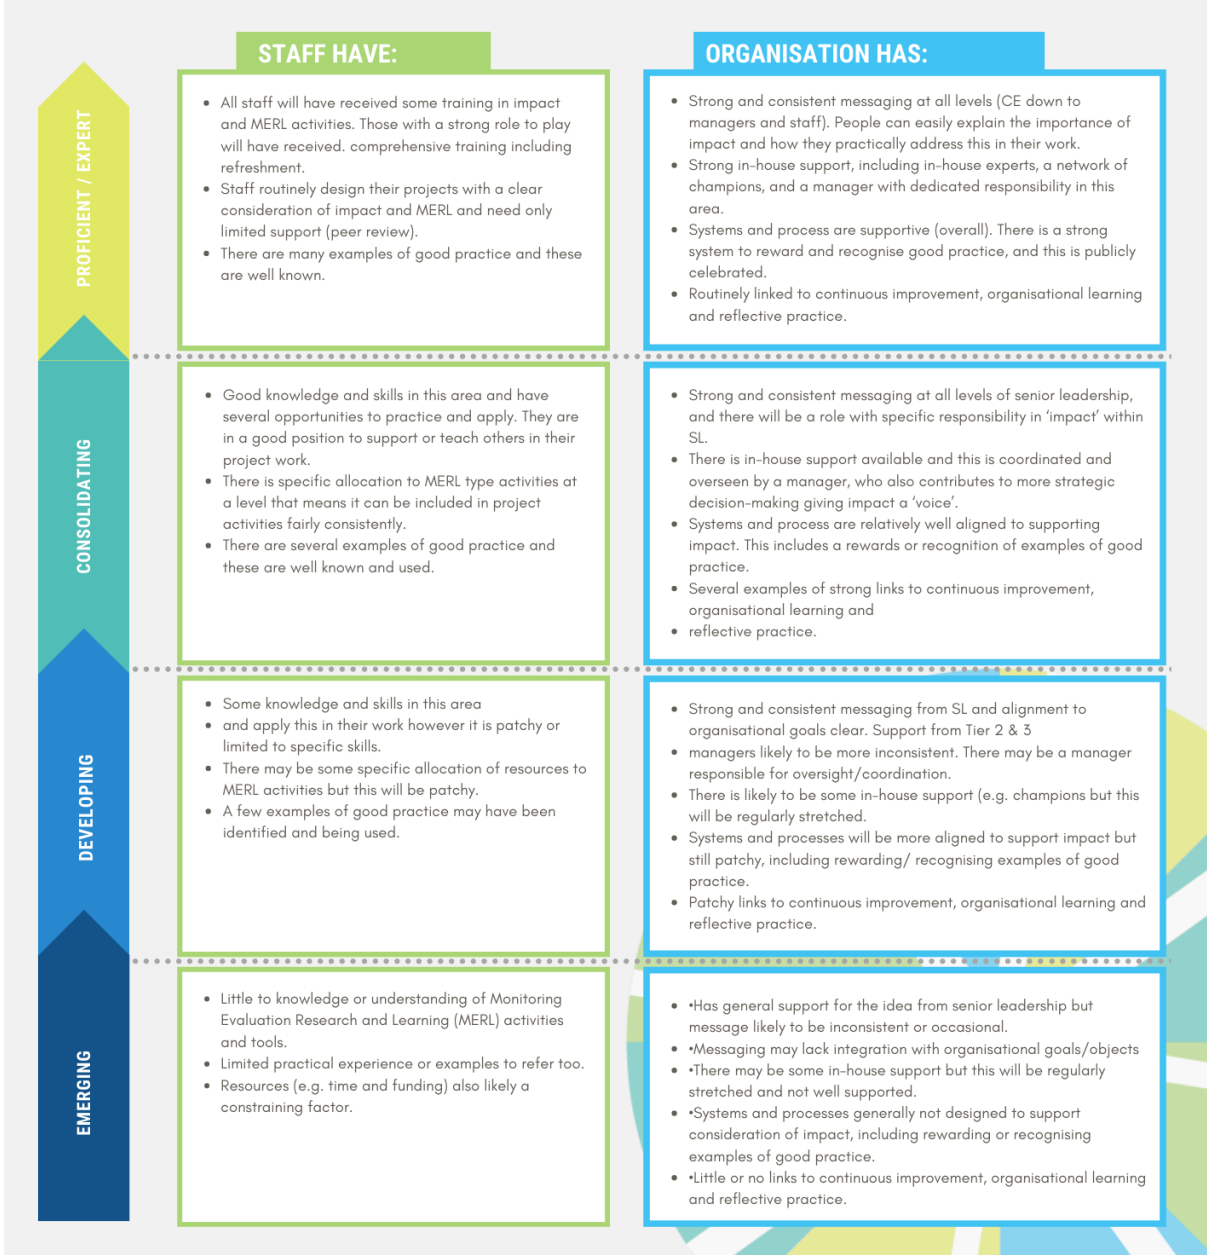 STAFF HAVE:
ORGANISATION HAS:
PROFICIENT / EXPERT
• All staff will have received some training in impact
and MERL activities. Those with a strong role to play
will have received. comprehensive training including
refreshment.
• Staff routinely design their projects with a clear
consideration of impact and MERL and need only
limited support (peer review).
• There are many examples of good practice and these
are well known.
• Strong and consistent messaging at all levels (CE down to
managers and staff). People can easily explain the importance of
impact and how they practically address this in their work.
• Strong in-house support, including in-house experts, a network of
champions, and a manager with dedicated responsibility in this
area.
• Systems and process are supportive (overall). There is a strong
system to reward and recognise good practice, and this is publicly
celebrated.
• Routinely linked to continuous improvement, organisational learning
and reflective practice.
CONSOLIDATING
• Good knowledge and skills in this area and have
several opportunities to practice and apply. They are
in a good position to support or teach others in their
project work.
• There is specific allocation to MERL type activities at
a level that means it can be included in project
activities fairly consistently.
• There are several examples of good practice and
these are well known and used.
• Strong and consistent messaging at all levels of senior leadership,
and there will be a role with specific responsibility in ‘impact’ within
SL.
• There is in-house support available and this is coordinated and
overseen by a manager, who also contributes to more strategic
decision-making giving impact a ‘voice’.
• Systems and process are relatively well aligned to supporting
impact. This includes a rewards or recognition of examples of good
practice.
• Several examples of strong links to continuous improvement,
organisational learning and
• reflective practice.
DEVELOPING
• Some knowledge and skills in this area
• and apply this in their work however it is patchy or
limited to specific skills.
• There may be some specific allocation of resources to
MERL activities but this will be patchy.
• A few examples of good practice may have been
identified and being used.
• Strong and consistent messaging from SL and alignment to
organisational goals clear. Support from Tier 2 & 3
• managers likely to be more inconsistent. There may be a manager
responsible for oversight/coordination.
• There is likely to be some in-house support (e.g. champions but this
will be regularly stretched.
• Systems and processes will be more aligned to support impact but
still patchy, including rewarding/ recognising examples of good
practice.
• Patchy links to continuous improvement, organisational learning and
reflective practice.
EMERGING
• Little to knowledge or understanding of Monitoring
Evaluation Research and Learning (MERL) activities
and tools.
• Limited practical experience or examples to refer too.
• Resources (e.g. time and funding) also likely a
constraining factor.
• •Has general support for the idea from senior leadership but
message likely to be inconsistent or occasional.
• •Messaging may lack integration with organisational goals/objects
• •There may be some in-house support but this will be regularly
stretched and not well supported.
• •Systems and processes generally not designed to support
consideration of impact, including rewarding or recognising
examples of good practice.
• •Little or no links to continuous improvement, organisational learning
and reflective practice.